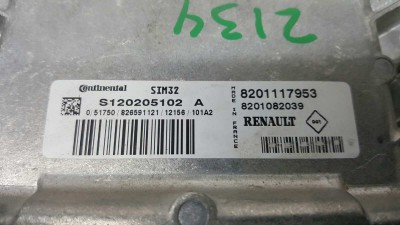 2134
Continental SIM32
S120205102 A
0 51750 / 826591121 / 12156 / 101A2
MADE IN FRANCE
8201117953
8201082039
RENAULT